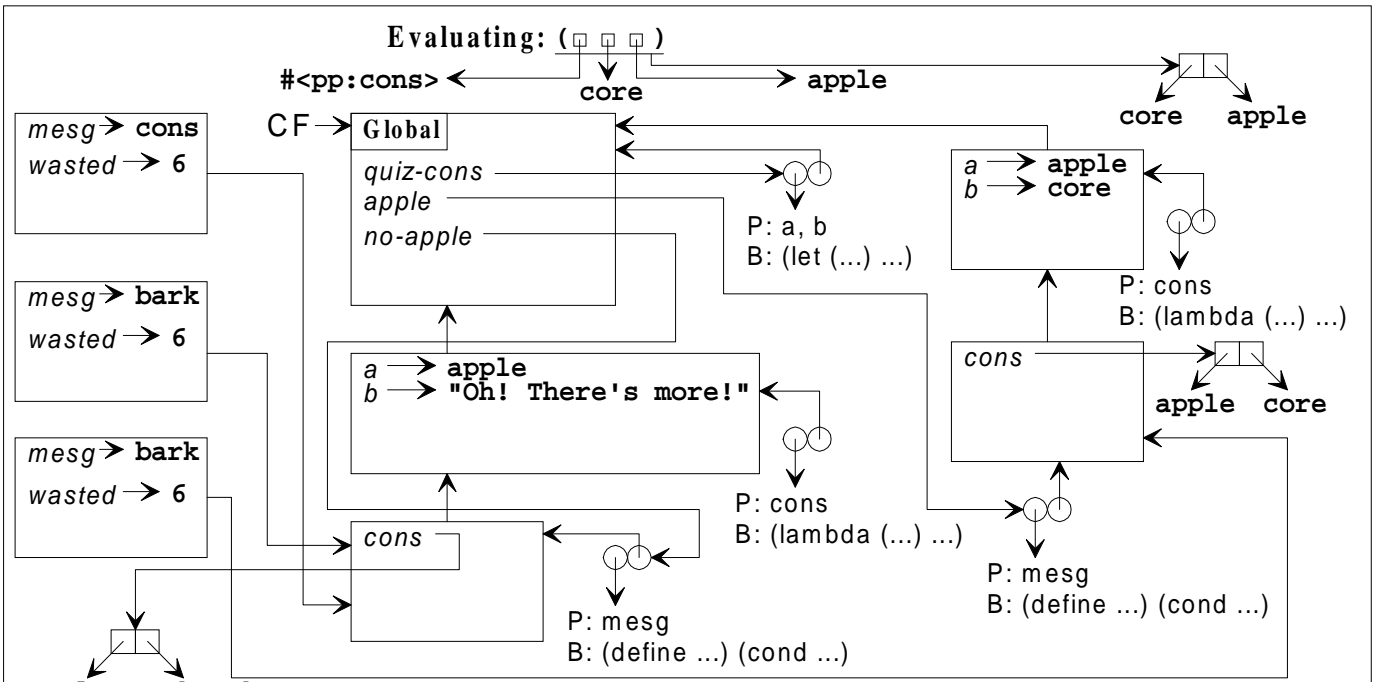 Evaluating: ( )
#<pp:cons>
core
apple
core apple
mesg cons
wasted 6
CF
Global
quiz-cons
apple
no-apple
P: a, b
B: (let (...) ...)
a apple
b core
P: cons
B: (lambda (...) ...)
mesg bark
wasted 6
a apple
b "Oh! There's more!"
P: cons
B: (lambda (...) ...)
cons
apple core
mesg bark
wasted 6
cons
P: mesg
B: (define ...) (cond ...)
P: mesg
B: (define ...) (cond ...)